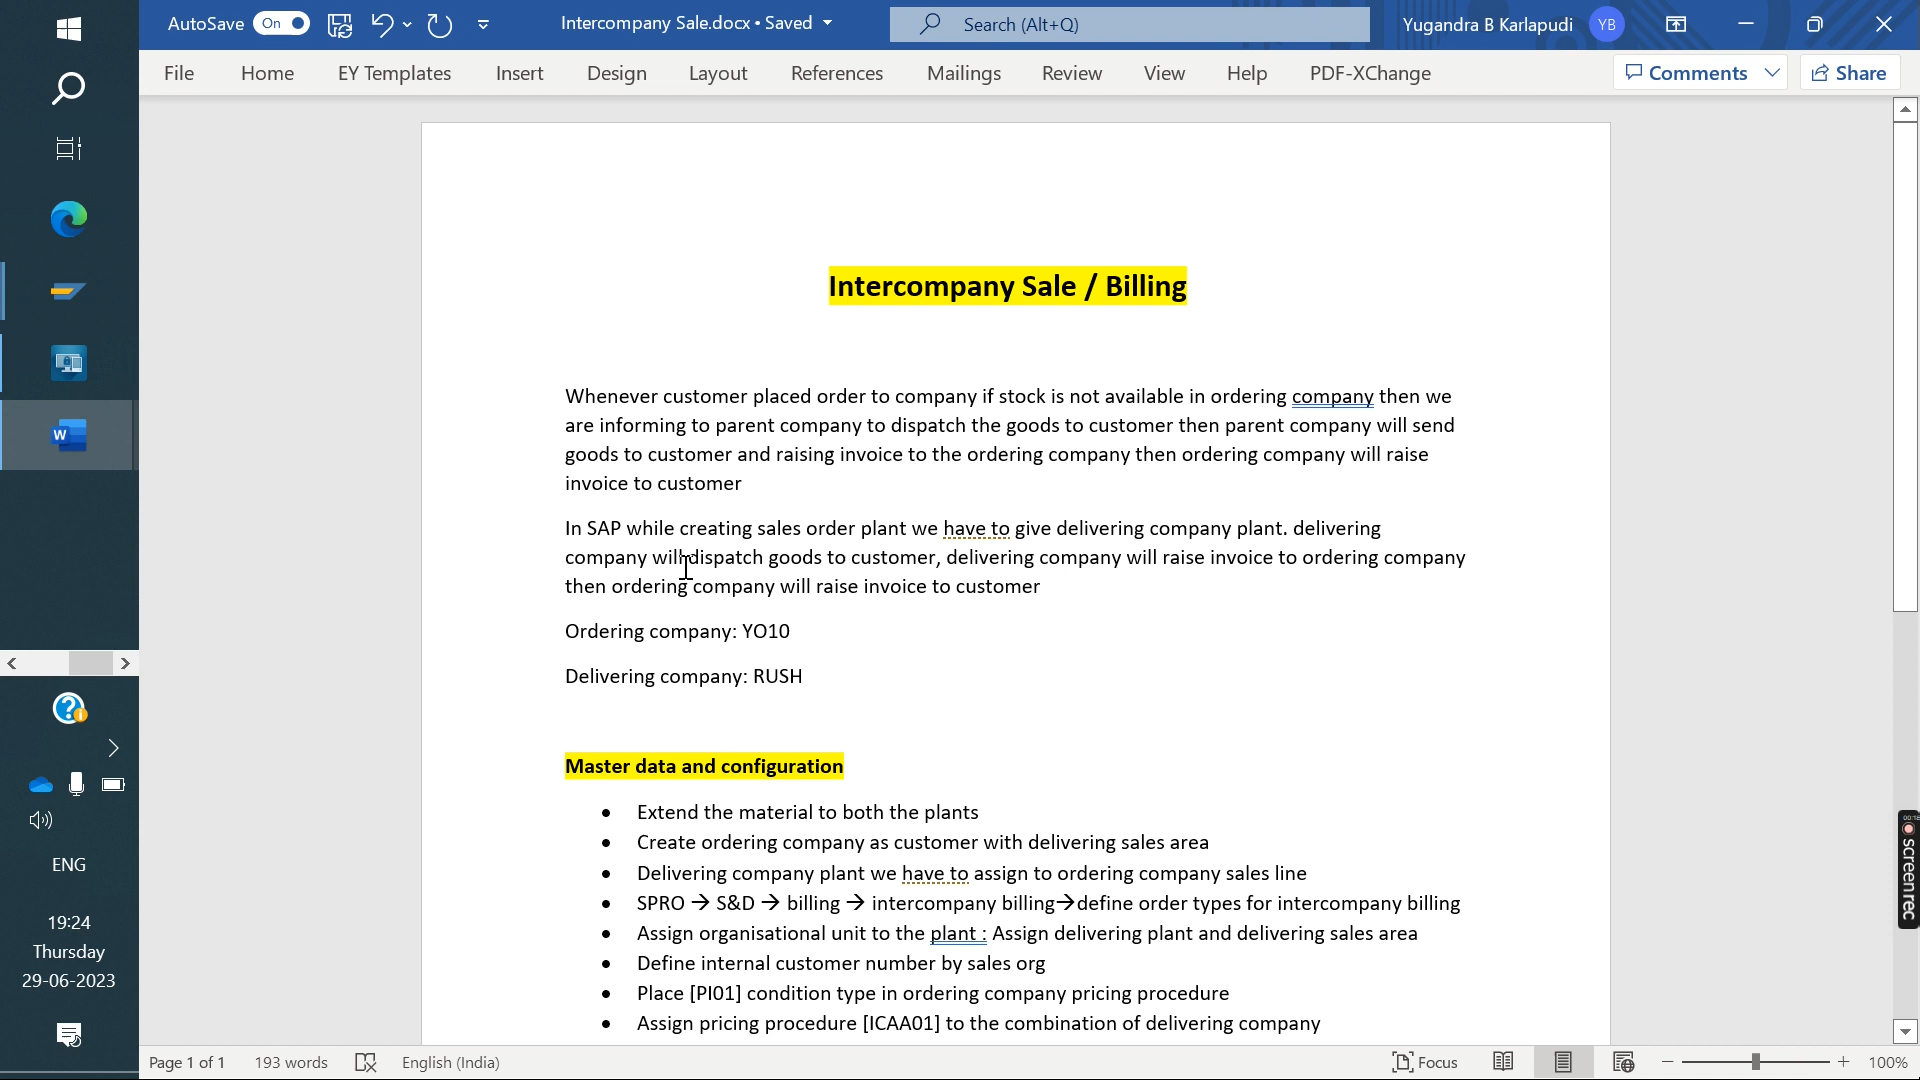 AutoSave On Intercompany Sale.docx • Saved Search (Alt+Q) Yugandra B Karlapudi YB
File Home EY Templates Insert Design Layout References Mailings Review View Help PDF-XChange Comments Share
Intercompany Sale / Billing
Whenever customer placed order to company if stock is not available in ordering company then we
are informing to parent company to dispatch the goods to customer then parent company will send
goods to customer and raising invoice to the ordering company then ordering company will raise
invoice to customer
In SAP while creating sales order plant we have to give delivering company plant. delivering
company will dispatch goods to customer, delivering company will raise invoice to ordering company
then ordering company will raise invoice to customer
Ordering company: YO10
Delivering company: RUSH
Master data and configuration
• Extend the material to both the plants
• Create ordering company as customer with delivering sales area
• Delivering company plant we have to assign to ordering company sales line
• SPRO → S&D → billing → intercompany billing→define order types for intercompany billing
• Assign organisational unit to the plant : Assign delivering plant and delivering sales area
• Define internal customer number by sales org
• Place [PI01] condition type in ordering company pricing procedure
• Assign pricing procedure [ICAA01] to the combination of delivering company
W
ENG
19:24
Thursday
29-06-2023
screenrec
Page 1 of 1 193 words English (India) Focus 100%